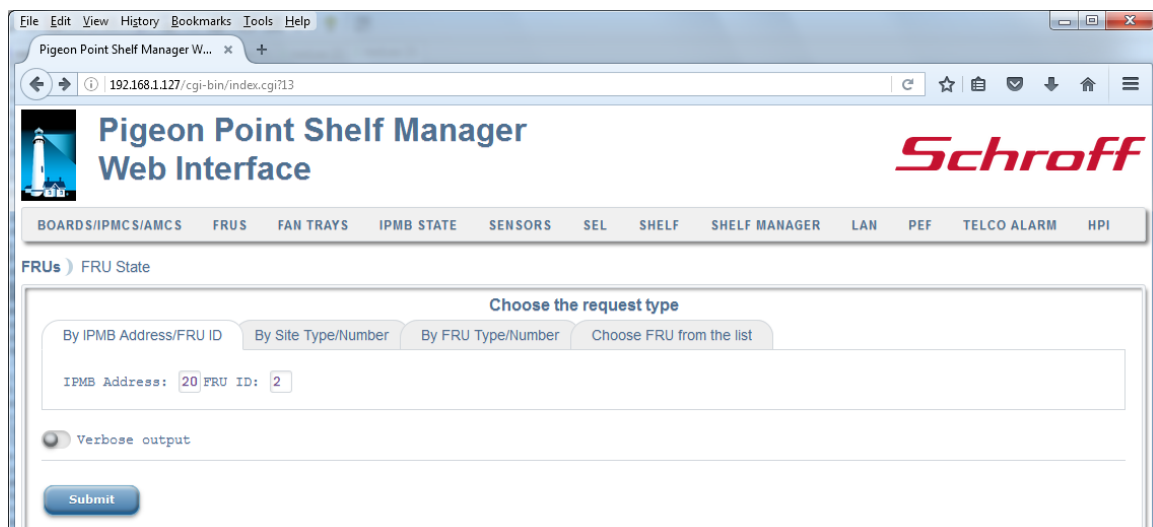 File Edit View History Bookmarks Tools Help
Pigeon Point Shelf Manager W... × +
192.168.1.127/cgi-bin/index.cgi?13
Pigeon Point Shelf Manager
Web Interface
Schroff
BOARDS/IPMCS/AMCS FRUS FAN TRAYS IPMB STATE SENSORS SEL SHELF SHELF MANAGER LAN PEF TELCO ALARM HPI
FRUs FRU State
Choose the request type
By IPMB Address/FRU ID By Site Type/Number By FRU Type/Number Choose FRU from the list
IPMB Address: 20 FRU ID: 2
Verbose output
Submit